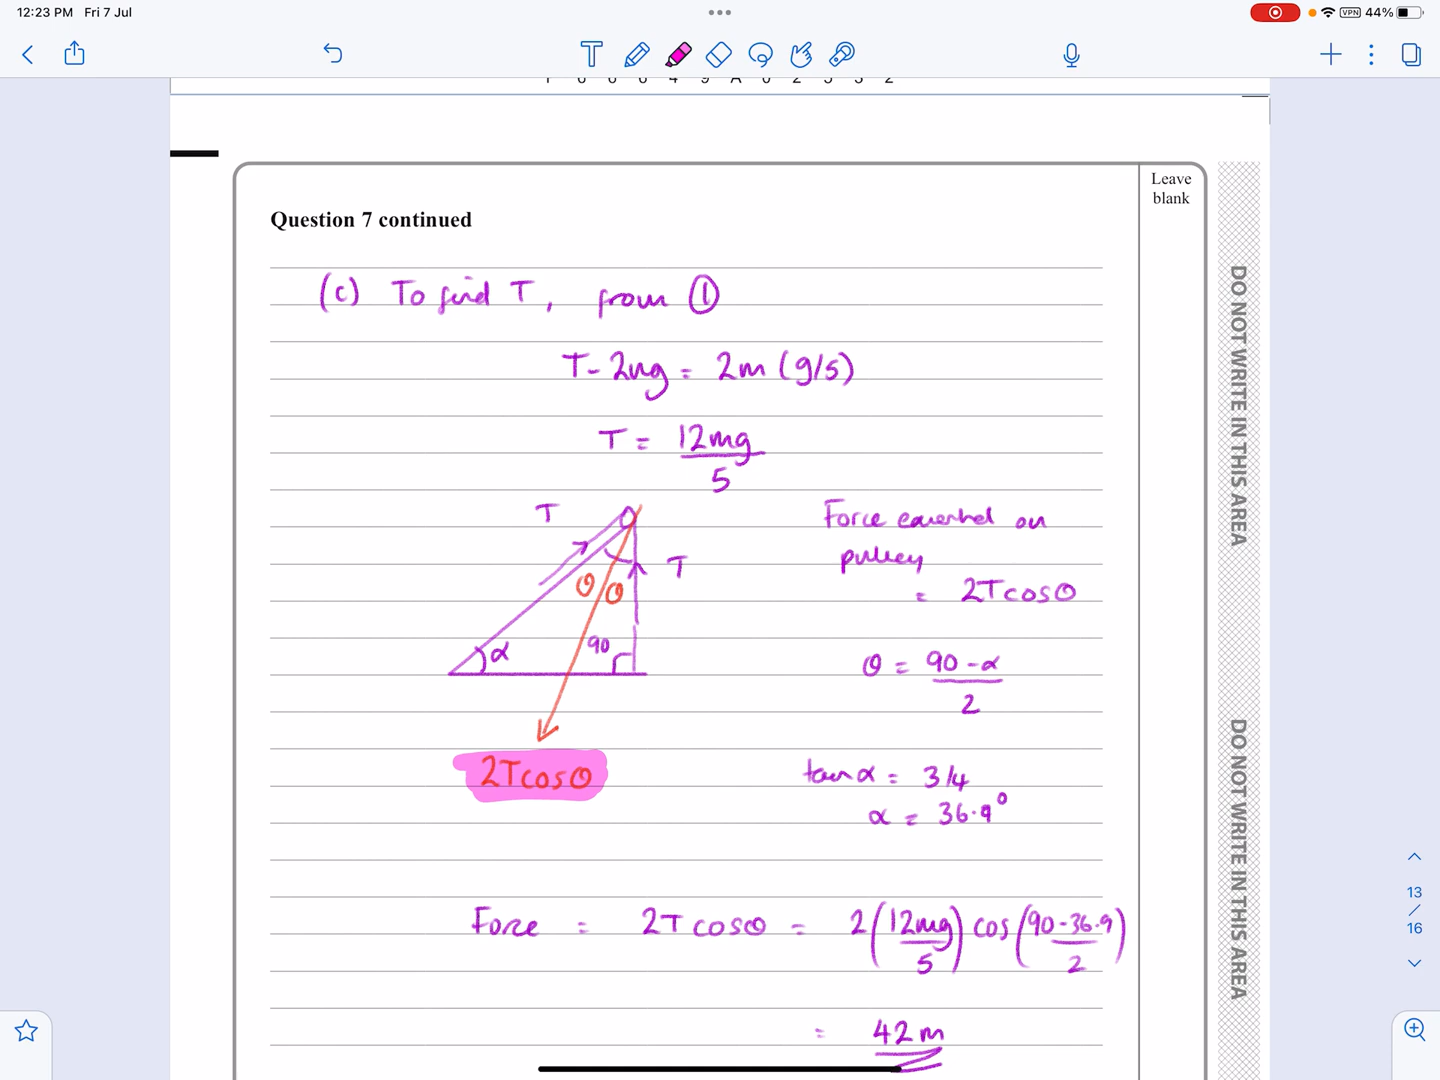 12:23 PM Fri 7 Jul
VPN 44%
Leave
blank
Question 7 continued
(c) To find T, from ①
T - 2mg = 2m (g/5)
T = 12mg
5
T
T
θ θ
α
90
2Tcosθ
Force exerted on
pulley
= 2Tcosθ
θ = 90 - α
2
tan α = 3/4
α = 36.9°
Force = 2T cosθ = 2(12mg/5) cos(90-36.9/2)
= 42m
DO NOT WRITE IN THIS AREA
DO NOT WRITE IN THIS AREA
13
/
16